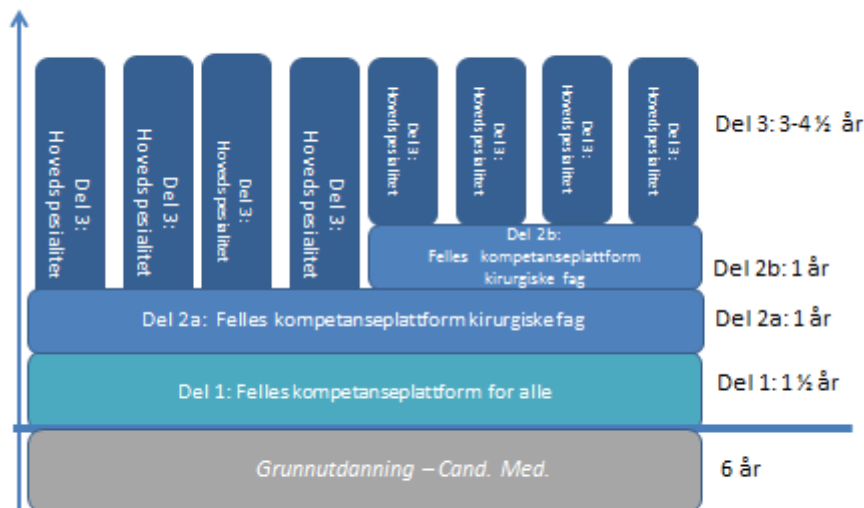 Del 3:
Hovedspesialitet
Del 3:
Hovedspesialitet
Del 3:
Hovedspesialitet
Del 3:
Hovedspesialitet
Del 3:
Hovedspesialitet
Del 3:
Hovedspesialitet
Del 3:
Hovedspesialitet
Del 3:
Hovedspesialitet
Del 3: 3-4 ½ år
Del 2b:
Felles kompetanseplattform
kirurgiske fag
Del 2b: 1 år
Del 2a: Felles kompetanseplattform kirurgiske fag
Del 2a: 1 år
Del 1: Felles kompetanseplattform for alle
Del 1: 1 ½ år
Grunnutdanning – Cand. Med.
6 år